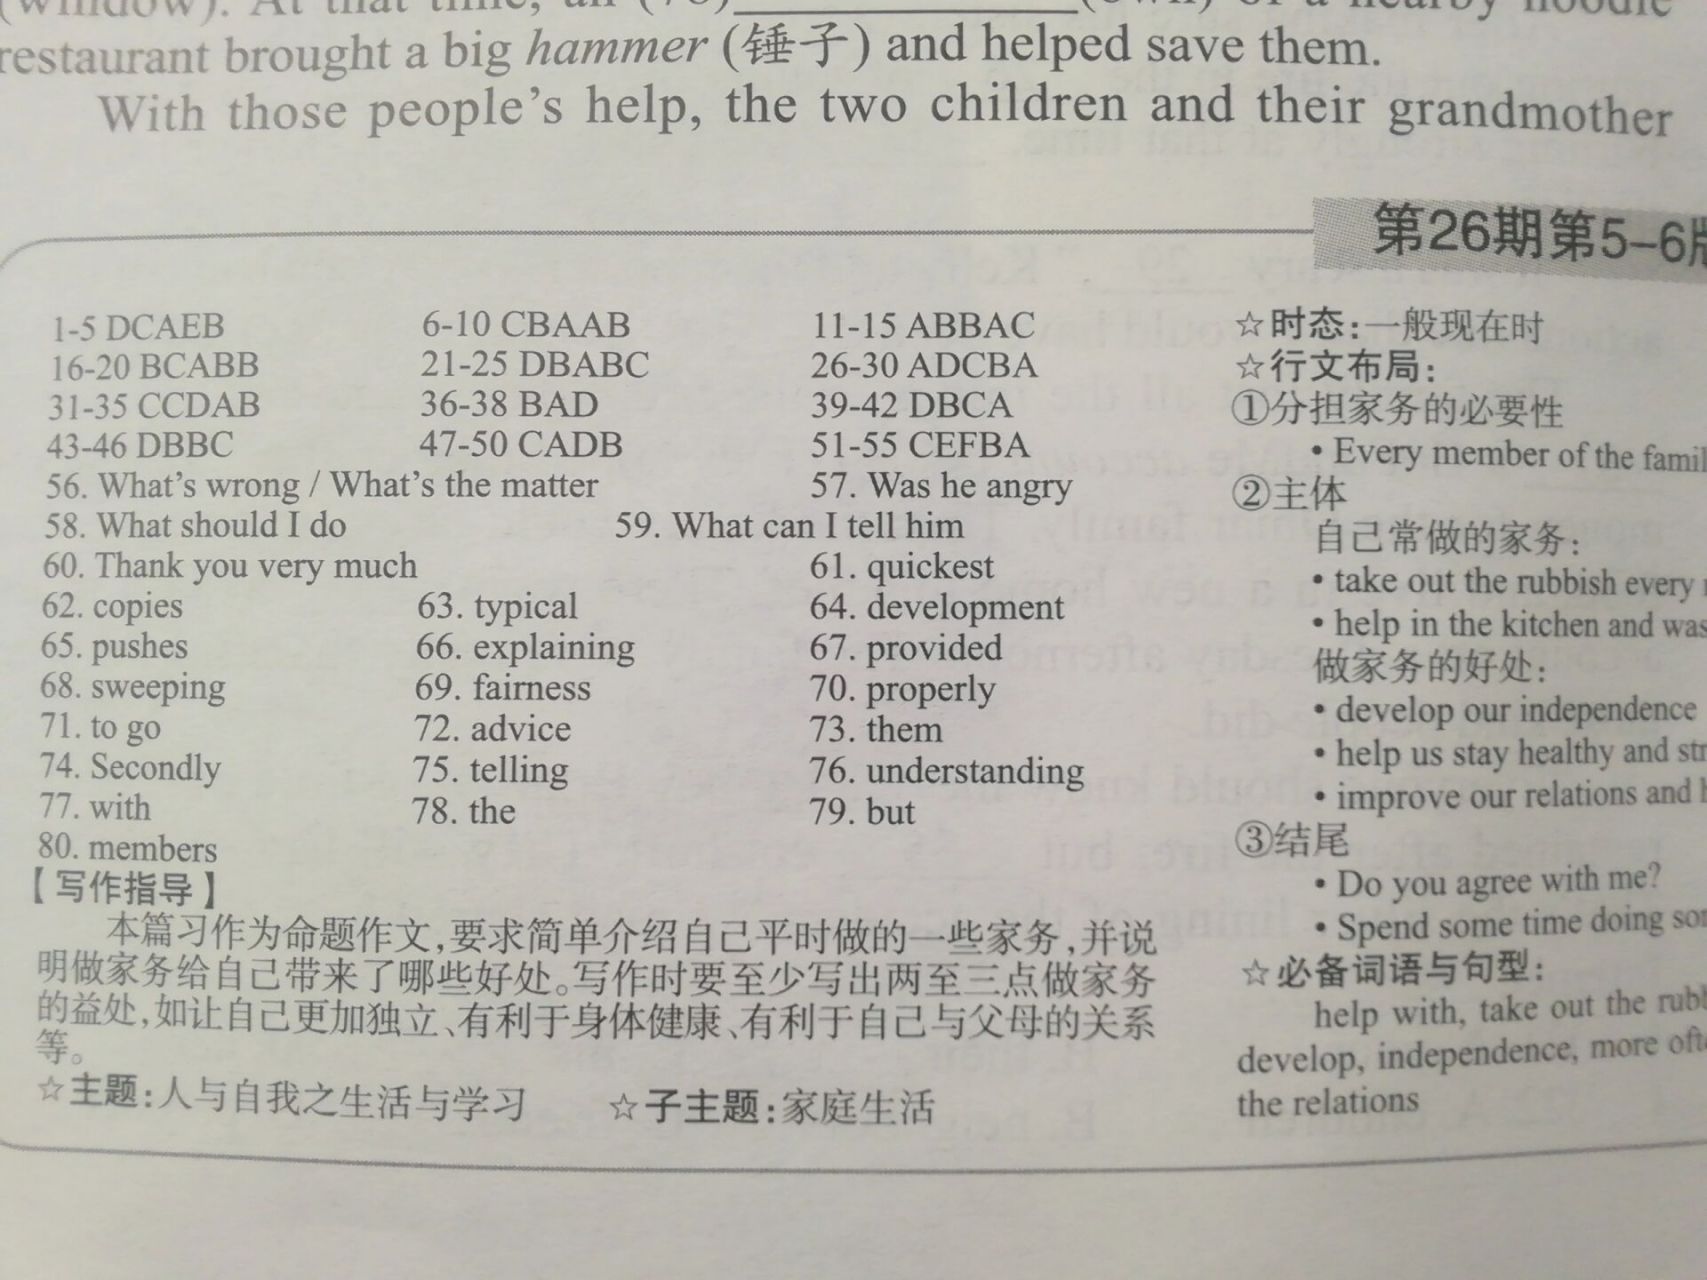 (window). At that time, an (78)____________(own) of a nearby noodle
restaurant brought a big hammer (锤子) and helped save them.
With those people's help, the two children and their grandmother
第26期第5-6版
1-5 DCAEB 6-10 CBAAB 11-15 ABBAC
16-20 BCABB 21-25 DBABC 26-30 ADCBA
31-35 CCDAB 36-38 BAD 39-42 DBCA
43-46 DBBC 47-50 CADB 51-55 CEFBA
56. What's wrong / What's the matter 57. Was he angry
58. What should I do 59. What can I tell him
60. Thank you very much 61. quickest
62. copies 63. typical 64. development
65. pushes 66. explaining 67. provided
68. sweeping 69. fairness 70. properly
71. to go 72. advice 73. them
74. Secondly 75. telling 76. understanding
77. with 78. the 79. but
80. members
【写作指导】
本篇习作为命题作文,要求简单介绍自己平时做的一些家务,并说
明做家务给自己带来了哪些好处。写作时要至少写出两至三点做家务
的益处,如让自己更加独立、有利于身体健康、有利于自己与父母的关系
等。
☆主题:人与自我之生活与学习 ☆子主题:家庭生活
☆时态:一般现在时
☆行文布局:
①分担家务的必要性
• Every member of the
②主体
自己常做的家务:
• take out the rubbish every
• help in the kitchen and
做家务的好处:
• develop our independence
• help us stay healthy and
• improve our relations and
③结尾
• Do you agree with me?
• Spend some time doing
☆必备词语与句型:
help with, take out the
develop, independence, more
the relations